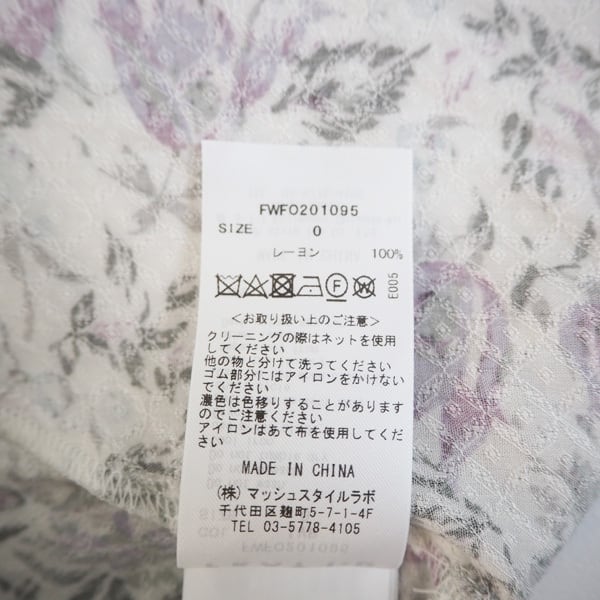 FWFO201095
SIZE 0
レーヨン 100%
F W
E005
<お取り扱い上のご注意>
クリーニングの際はネットを使用
してください
他の物と分けて洗ってください
ゴム部分にはアイロンをかけない
でください
濃色は色移りすることがあります
のでご注意ください
アイロンはあて布を使用してくだ
さい
MADE IN CHINA
(株) マッシュスタイルラボ
千代田区麹町5-7-1-4F
TEL 03-5778-4105